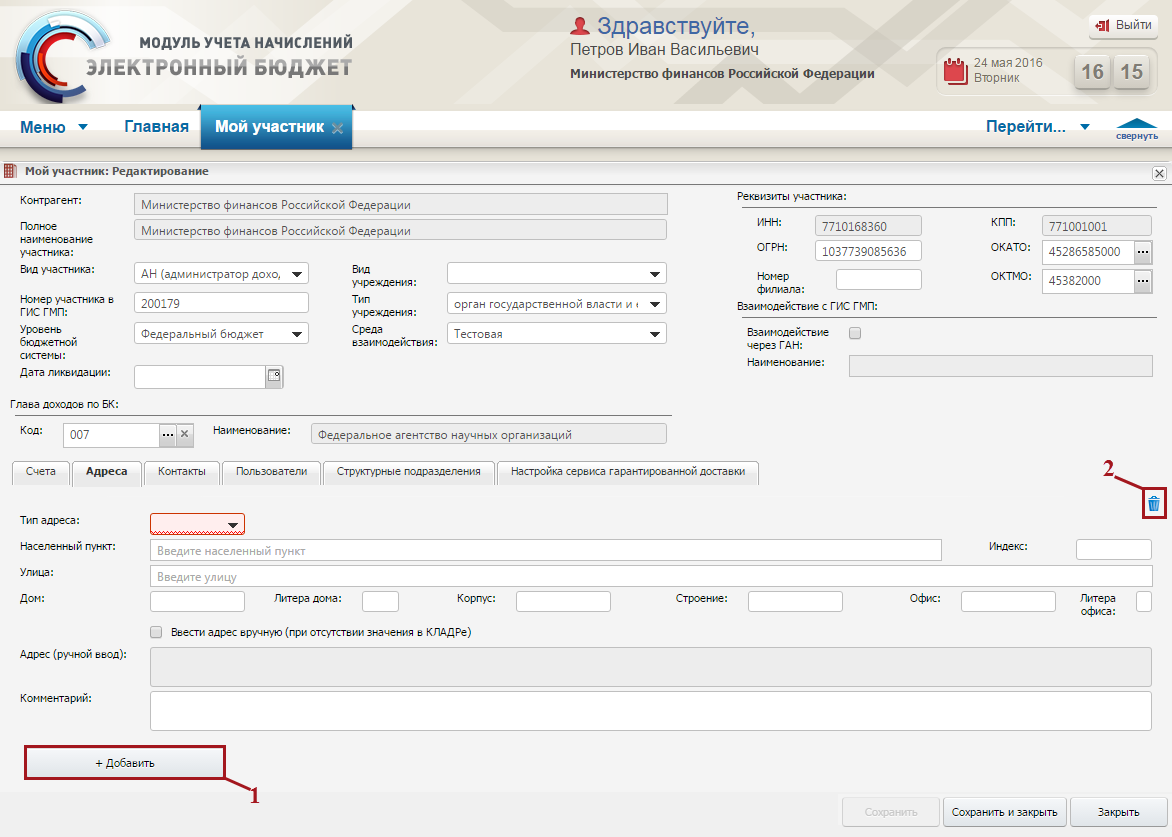 МОДУЛЬ УЧЕТА НАЧИСЛЕНИЙ
ЭЛЕКТРОННЫЙ БЮДЖЕТ
Здравствуйте,
Петров Иван Васильевич
Министерство финансов Российской Федерации
Выйти
24 мая 2016
Вторник
16 15
Меню Главная Мой участник Перейти... свернуть
Мой участник: Редактирование
Контрагент: Министерство финансов Российской Федерации
Полное наименование участника: Министерство финансов Российской Федерации
Вид участника: АН (администратор дохо,
Вид учреждения:
Номер участника в ГИС ГМП: 200179
Тип учреждения: орган государственной власти и
Уровень бюджетной системы: Федеральный бюджет
Среда взаимодействия: Тестовая
Дата ликвидации:
Реквизиты участника:
ИНН: 7710168360 КПП: 771001001
ОГРН: 1037739085636 ОКАТО: 45286585000 ...
Номер филиала: ОКТМО: 45382000 ...
Взаимодействие с ГИС ГМП:
Взаимодействие через ГАН:
Наименование:
Глава доходов по БК:
Код: 007 ... Наименование: Федеральное агентство научных организаций
Счета Адреса Контакты Пользователи Структурные подразделения Настройка сервиса гарантированной доставки
2
Тип адреса:
Населенный пункт: Введите населенный пункт Индекс:
Улица: Введите улицу
Дом: Литера дома: Корпус: Строение: Офис: Литера офиса:
Ввести адрес вручную (при отсутствии значения в КЛАДРе)
Адрес (ручной ввод):
Комментарий:
+ Добавить
1
Сохранить Сохранить и закрыть Закрыть